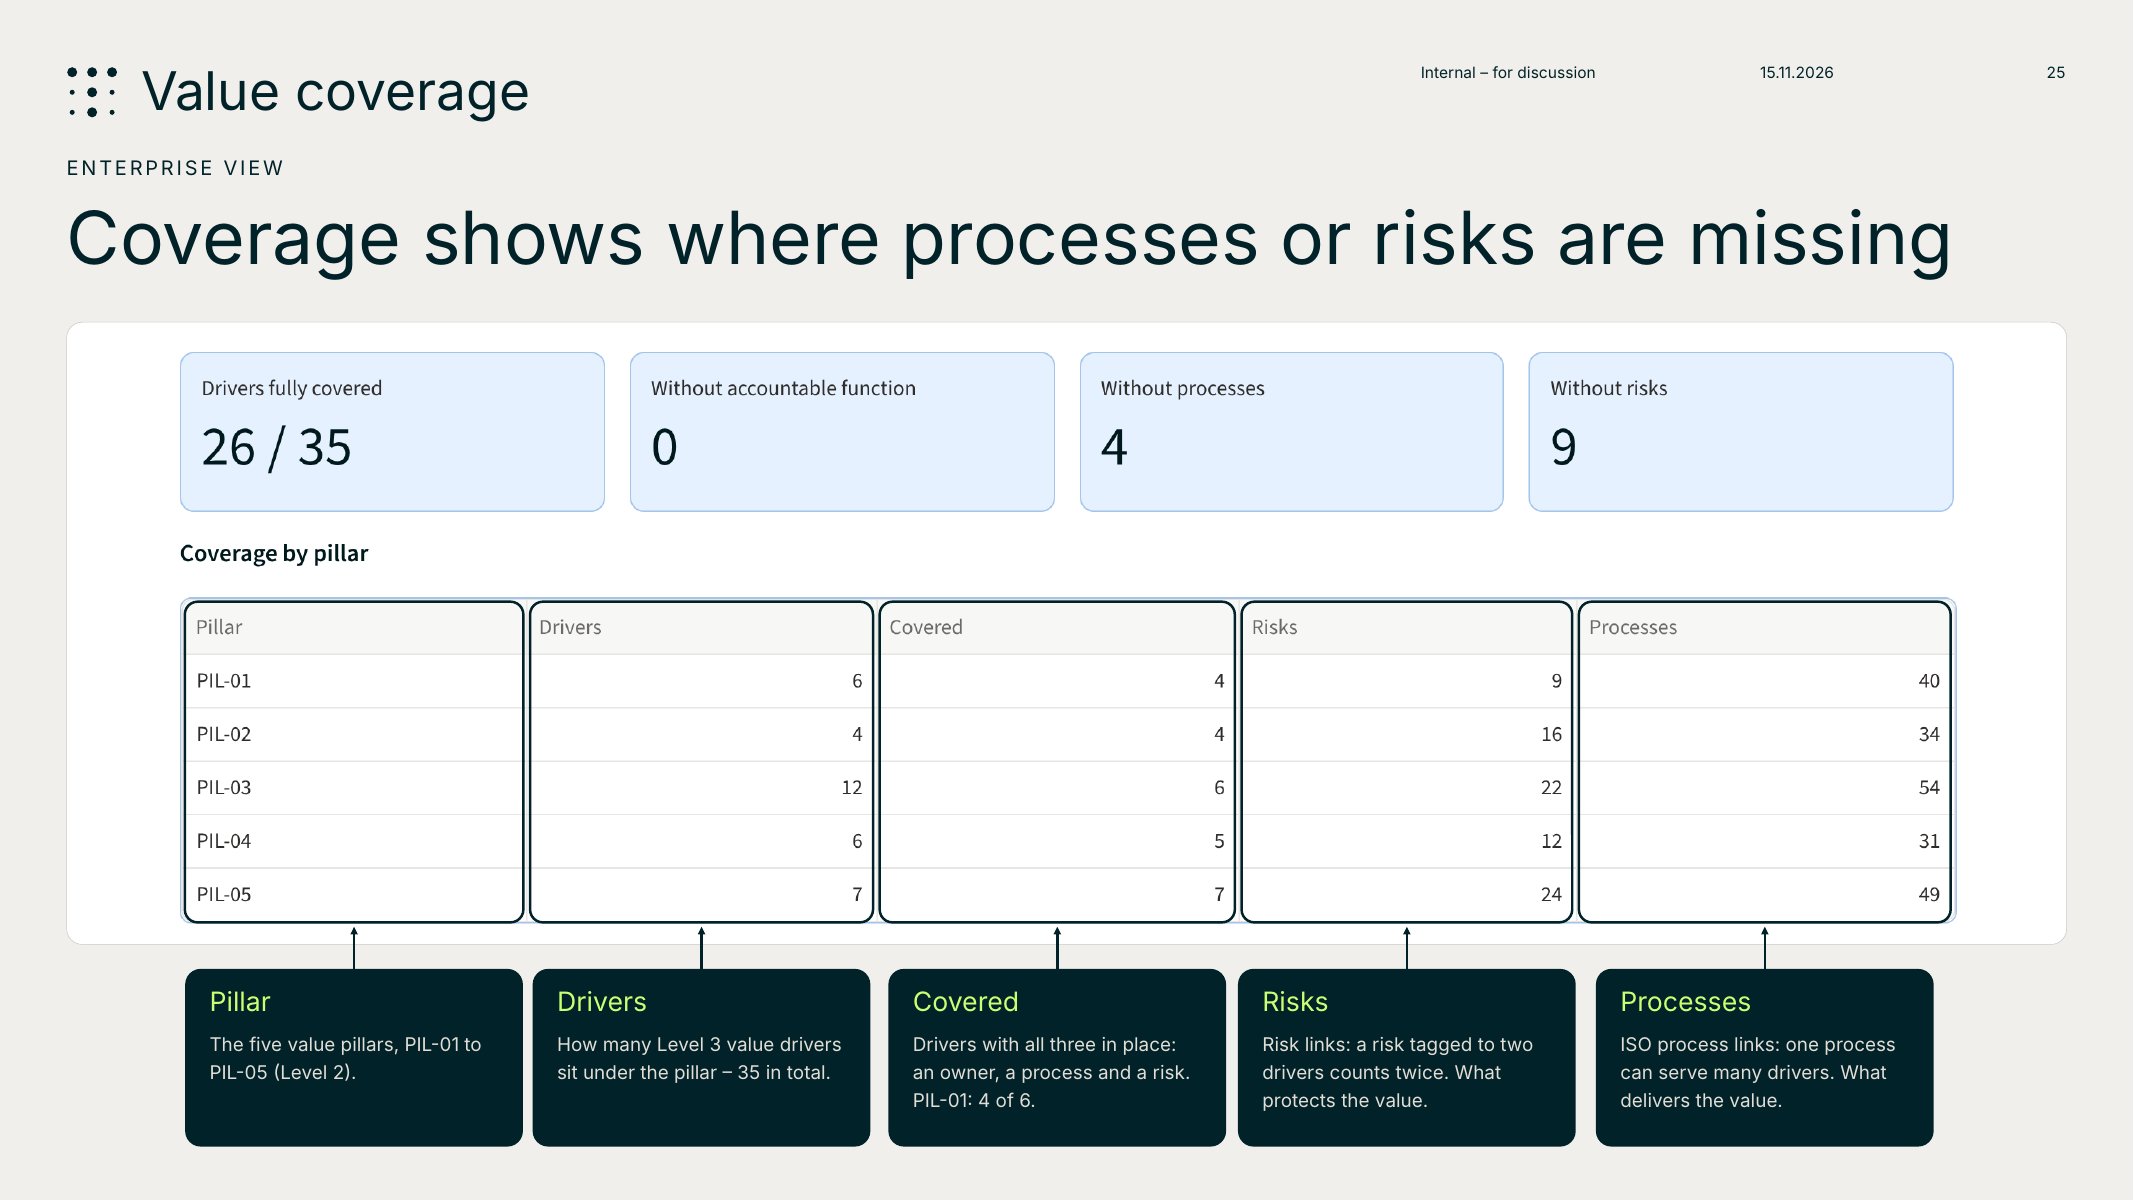 Value coverage
Internal – for discussion
15.11.2026
25
ENTERPRISE VIEW
Coverage shows where processes or risks are missing
Drivers fully covered
26 / 35
Without accountable function
0
Without processes
4
Without risks
9
Coverage by pillar
Pillar Drivers Covered Risks Processes
PIL-01 6 4 9 40
PIL-02 4 4 16 34
PIL-03 12 6 22 54
PIL-04 6 5 12 31
PIL-05 7 7 24 49
Pillar
The five value pillars, PIL-01 to
PIL-05 (Level 2).
Drivers
How many Level 3 value drivers
sit under the pillar – 35 in total.
Covered
Drivers with all three in place:
an owner, a process and a risk.
PIL-01: 4 of 6.
Risks
Risk links: a risk tagged to two
drivers counts twice. What
protects the value.
Processes
ISO process links: one process
can serve many drivers. What
delivers the value.